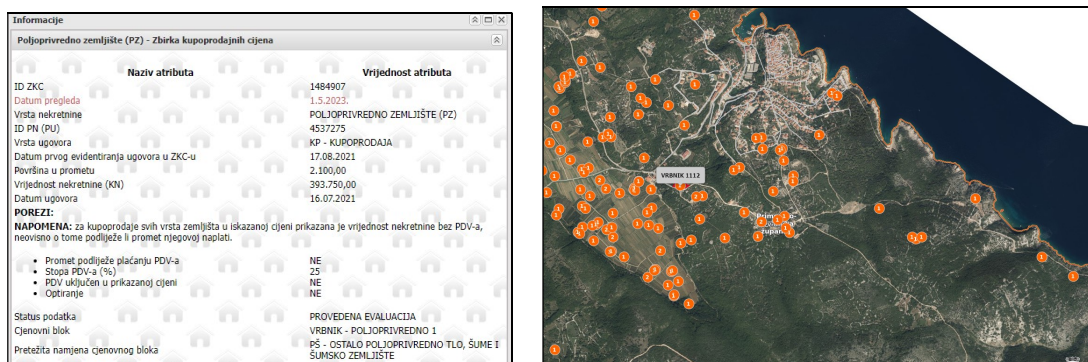 Informacije
Poljoprivredno zemljište (PZ) - Zbirka kupoprodajnih cijena
Naziv atributa Vrijednost atributa
ID ZKC 1484907
Datum pregleda 1.5.2023.
Vrsta nekretnine POLJOPRIVREDNO ZEMLJIŠTE (PZ)
ID PN (PU) 4537275
Vrsta ugovora KP - KUPOPRODAJA
Datum prvog evidentiranja ugovora u ZKC-u 17.08.2021
Površina u prometu 2.100,00
Vrijednost nekretnine (KN) 393.750,00
Datum ugovora 16.07.2021
POREZI:
NAPOMENA: za kupoprodaje svih vrsta zemljišta u iskazanoj cijeni prikazana je vrijednost nekretnine bez PDV-a,
neovisno o tome podliježe li promet njegovoj naplati.
• Promet podliježe plaćanju PDV-a NE
• Stopa PDV-a (%) 25
• PDV uključen u prikazanoj cijeni NE
• Optiranje NE
Status podatka PROVEDENA EVALUACIJA
Cjenovni blok VRBNIK - POLJOPRIVREDNO 1
Pretežita namjena cjenovnog bloka PŠ - OSTALO POLJOPRIVREDNO TLO, ŠUME I
ŠUMSKO ZEMLJIŠTE
VRBNIK 1112